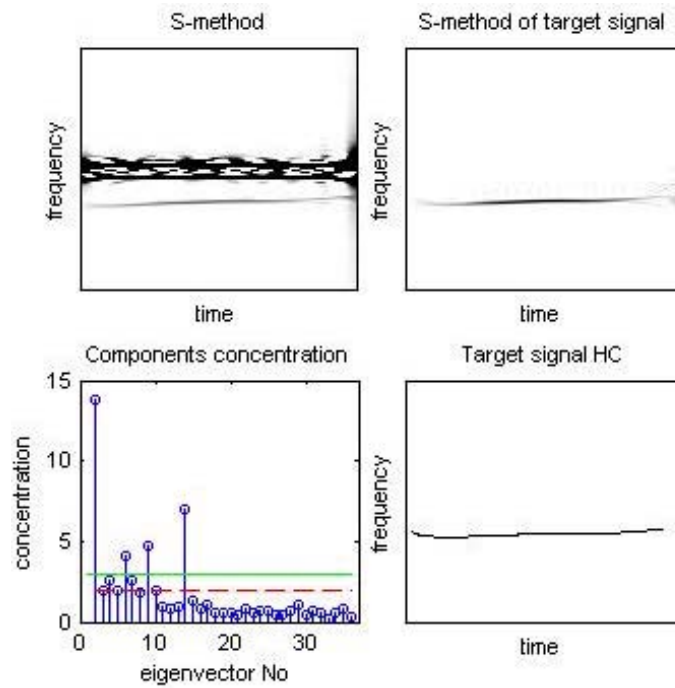 S-method
frequency
time
S-method of target signal
frequency
time
Components concentration
15
10
5
0
concentration
0 10 20 30
eigenvector No
Target signal HC
frequency
time